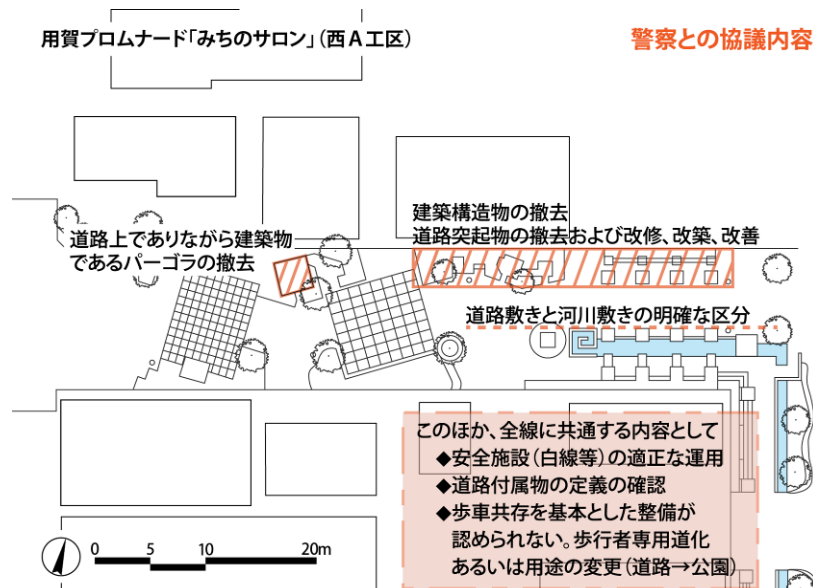 用賀プロムナード「みちのサロン」（西A工区）
警察との協議内容
建築構造物の撤去
道路突起物の撤去および改修、改築、改善
道路上でありながら建築物
であるパーゴラの撤去
道路敷きと河川敷きの明確な区分
このほか、全線に共通する内容として
◆安全施設（白線等）の適正な運用
◆道路付属物の定義の確認
◆歩車共存を基本とした整備が
認められない。歩行者専用道化
あるいは用途の変更（道路→公園）
0 5 10 20m